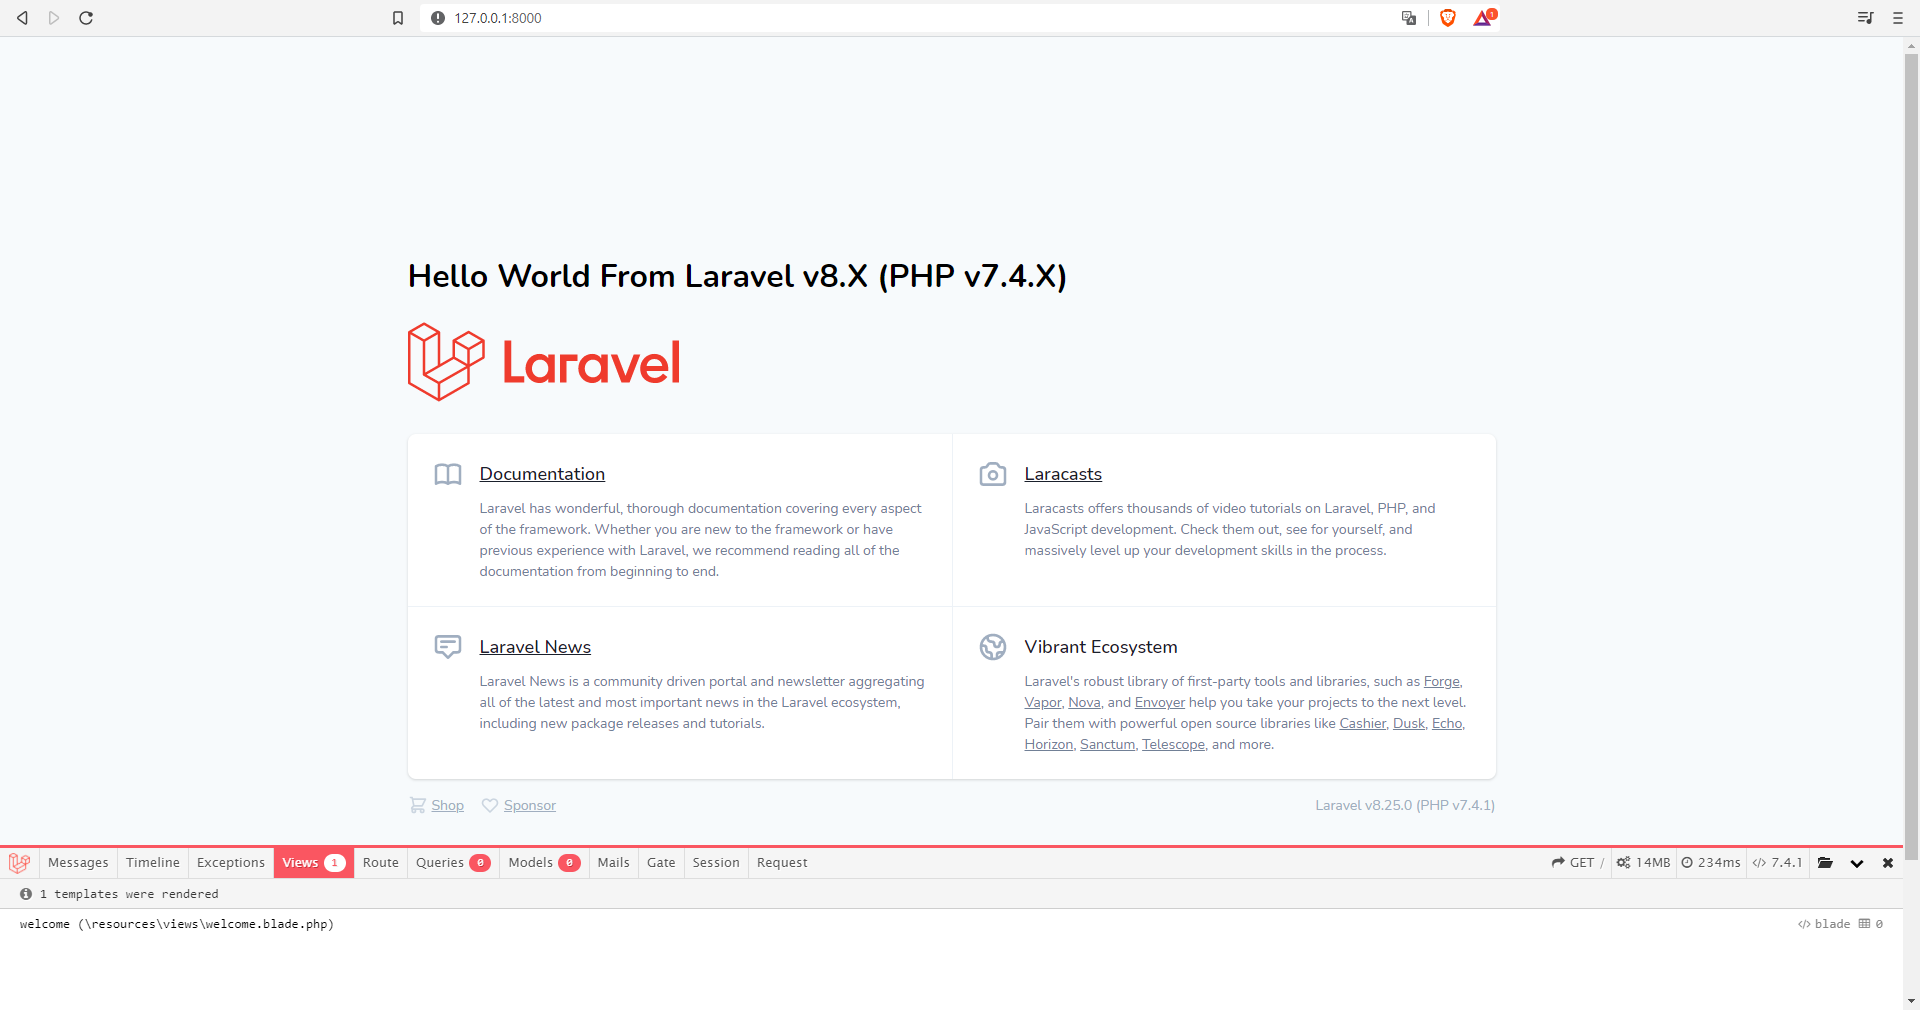 127.0.0.1:8000
1
Hello World From Laravel v8.X (PHP v7.4.X)
Laravel
Documentation
Laravel has wonderful, thorough documentation covering every aspect
of the framework. Whether you are new to the framework or have
previous experience with Laravel, we recommend reading all of the
documentation from beginning to end.
Laracasts
Laracasts offers thousands of video tutorials on Laravel, PHP, and
JavaScript development. Check them out, see for yourself, and
massively level up your development skills in the process.
Laravel News
Laravel News is a community driven portal and newsletter aggregating
all of the latest and most important news in the Laravel ecosystem,
including new package releases and tutorials.
Vibrant Ecosystem
Laravel's robust library of first-party tools and libraries, such as Forge,
Vapor, Nova, and Envoyer help you take your projects to the next level.
Pair them with powerful open source libraries like Cashier, Dusk, Echo,
Horizon, Sanctum, Telescope, and more.
Shop Sponsor Laravel v8.25.0 (PHP v7.4.1)
Messages Timeline Exceptions Views 1 Route Queries 0 Models 0 Mails Gate Session Request GET / 14MB 234ms 7.4.1
1 templates were rendered
welcome (\resources\views\welcome.blade.php) blade 0